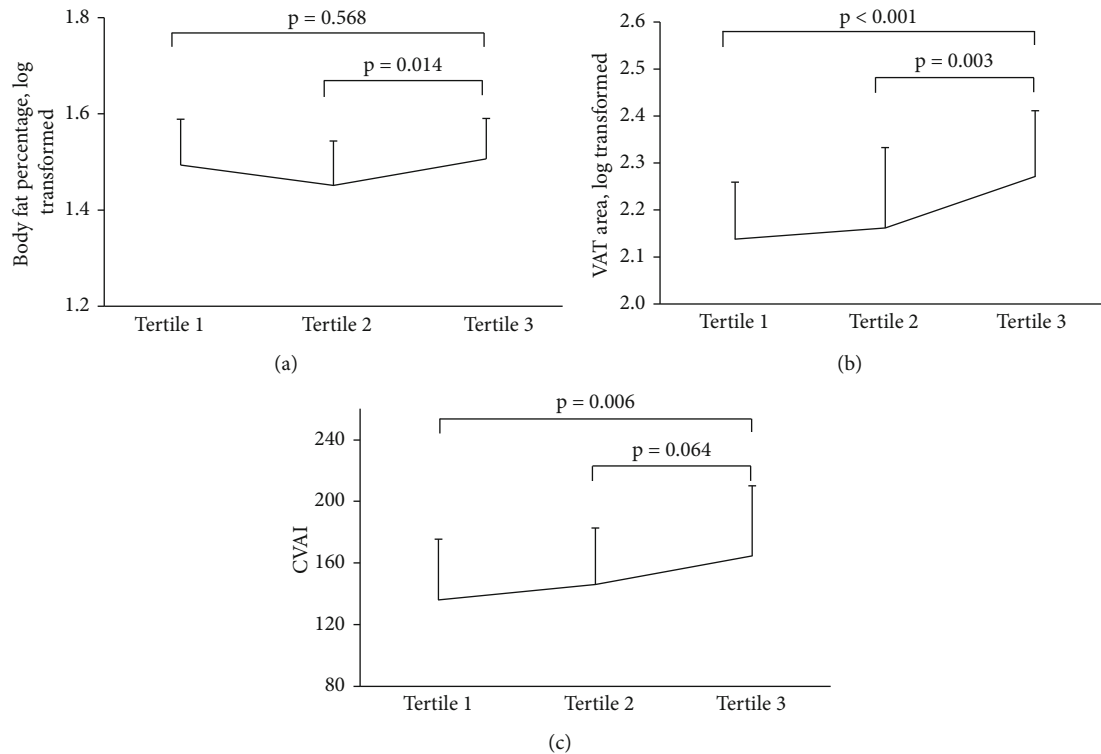 Body fat percentage, log
transformed
1.8
1.6
1.4
1.2
p = 0.568
p = 0.014
Tertile 1
Tertile 2
Tertile 3
(a)
VAT area, log transformed
2.6
2.5
2.4
2.3
2.2
2.1
2.0
p < 0.001
p = 0.003
Tertile 1
Tertile 2
Tertile 3
(b)
CVAI
240
200
160
120
80
p = 0.006
p = 0.064
Tertile 1
Tertile 2
Tertile 3
(c)